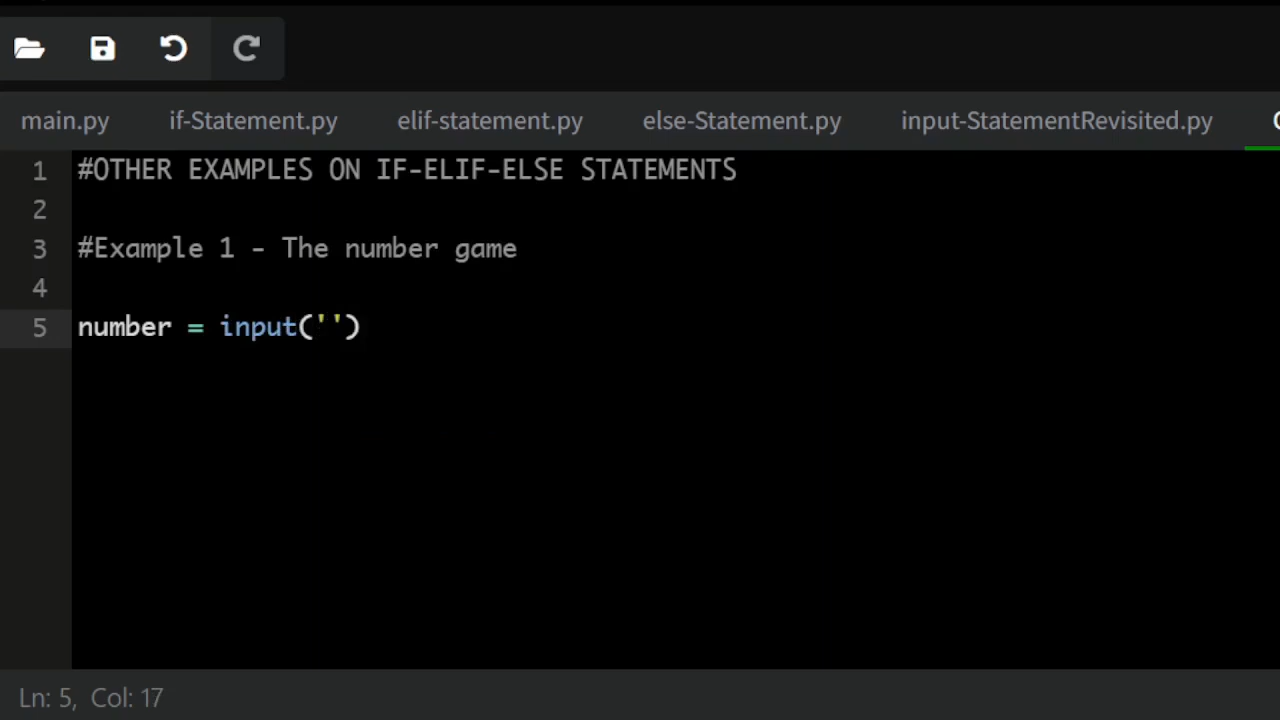 main.py if-Statement.py elif-statement.py else-Statement.py input-StatementRevisited.py
1 #OTHER EXAMPLES ON IF-ELIF-ELSE STATEMENTS
2
3 #Example 1 - The number game
4
5 number = input('')
Ln: 5, Col: 17